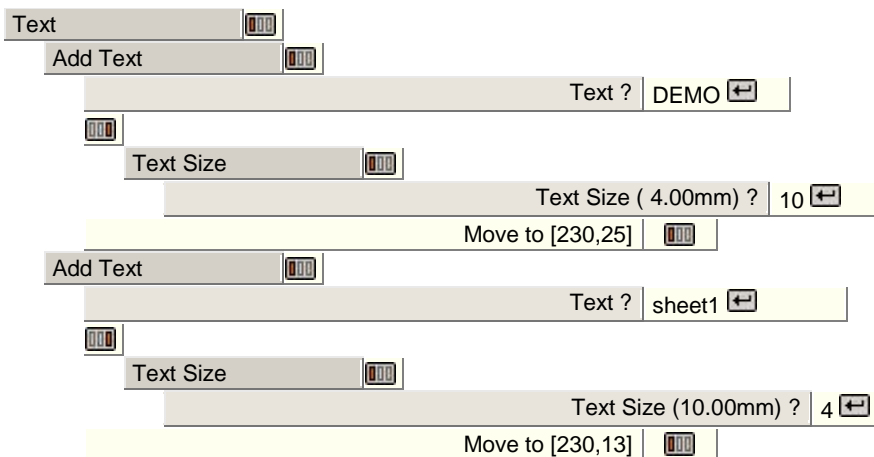 Text
Add Text
Text ? DEMO
Text Size
Text Size ( 4.00mm) ? 10
Move to [230,25]
Add Text
Text ? sheet1
Text Size
Text Size (10.00mm) ? 4
Move to [230,13]